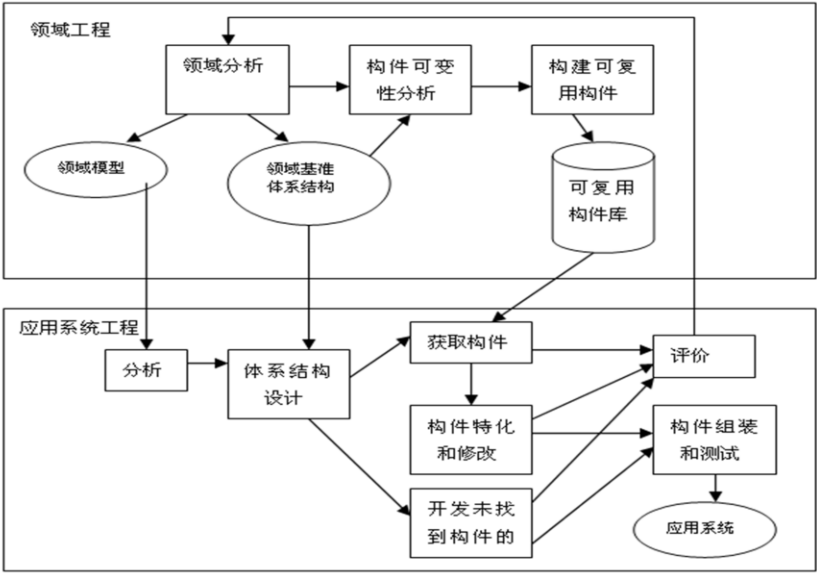 领域工程
领域分析
构件可变
性分析
构建可复
用构件
领域模型
领域基准
体系结构
可复用
构件库
应用系统工程
分析
体系结构
设计
获取构件
评价
构件特化
和修改
构件组装
和测试
开发未找
到构件的
应用系统